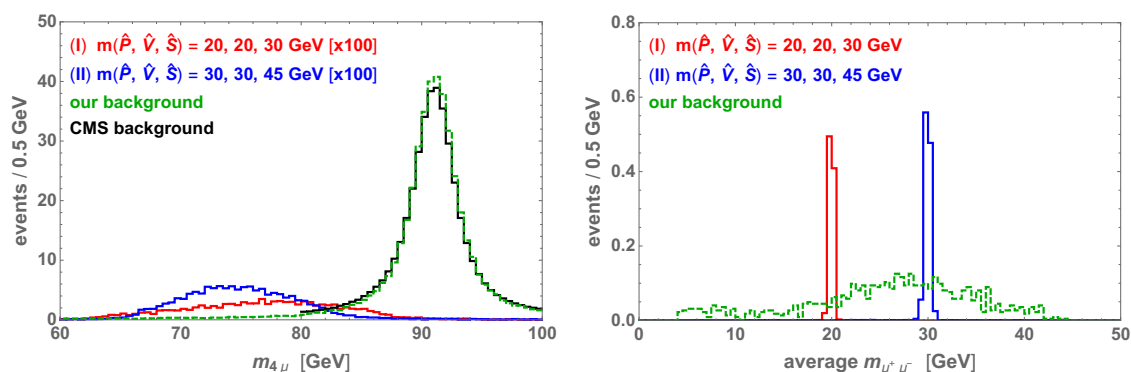 50
40
30
20
10
0
events / 0.5 GeV
(I) m(P̂, V̂, Ŝ) = 20, 20, 30 GeV [x100]
(II) m(P̂, V̂, Ŝ) = 30, 30, 45 GeV [x100]
our background
CMS background
60 70 80 90 100
m4 μ [GeV]
0.8
0.6
0.4
0.2
0.0
events / 0.5 GeV
(I) m(P̂, V̂, Ŝ) = 20, 20, 30 GeV
(II) m(P̂, V̂, Ŝ) = 30, 30, 45 GeV
our background
0 10 20 30 40 50
average mμ+ μ- [GeV]